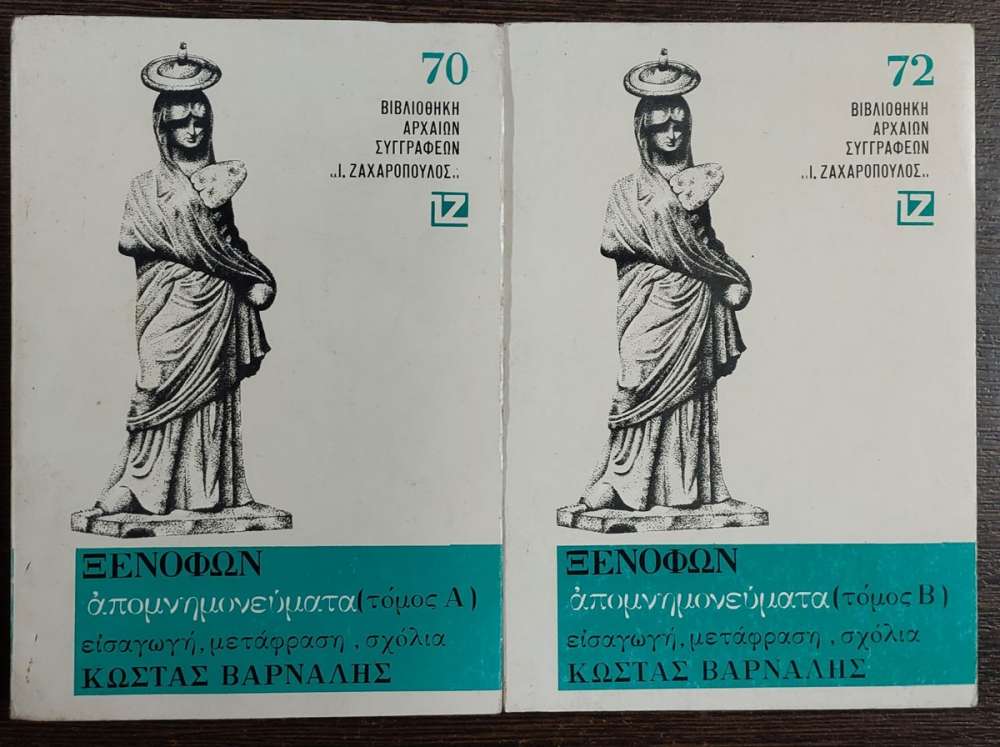 70
ΒΙΒΛΙΟΘΗΚΗ
ΑΡΧΑΙΩΝ
ΣΥΓΓΡΑΦΕΩΝ
„Ι. ΖΑΧΑΡΟΠΟΥΛΟΣ„
ΙΖ
ΞΕΝΟΦΩΝ
ἀπομνημονεύματα (τόμος Α)
εἰσαγωγή, μετάφραση, σχόλια
ΚΩΣΤΑΣ ΒΑΡΝΑΛΗΣ
72
ΒΙΒΛΙΟΘΗΚΗ
ΑΡΧΑΙΩΝ
ΣΥΓΓΡΑΦΕΩΝ
„Ι. ΖΑΧΑΡΟΠΟΥΛΟΣ„
ΙΖ
ΞΕΝΟΦΩΝ
ἀπομνημονεύματα (τόμος Β)
εἰσαγωγή, μετάφραση, σχόλια
ΚΩΣΤΑΣ ΒΑΡΝΑΛΗΣ